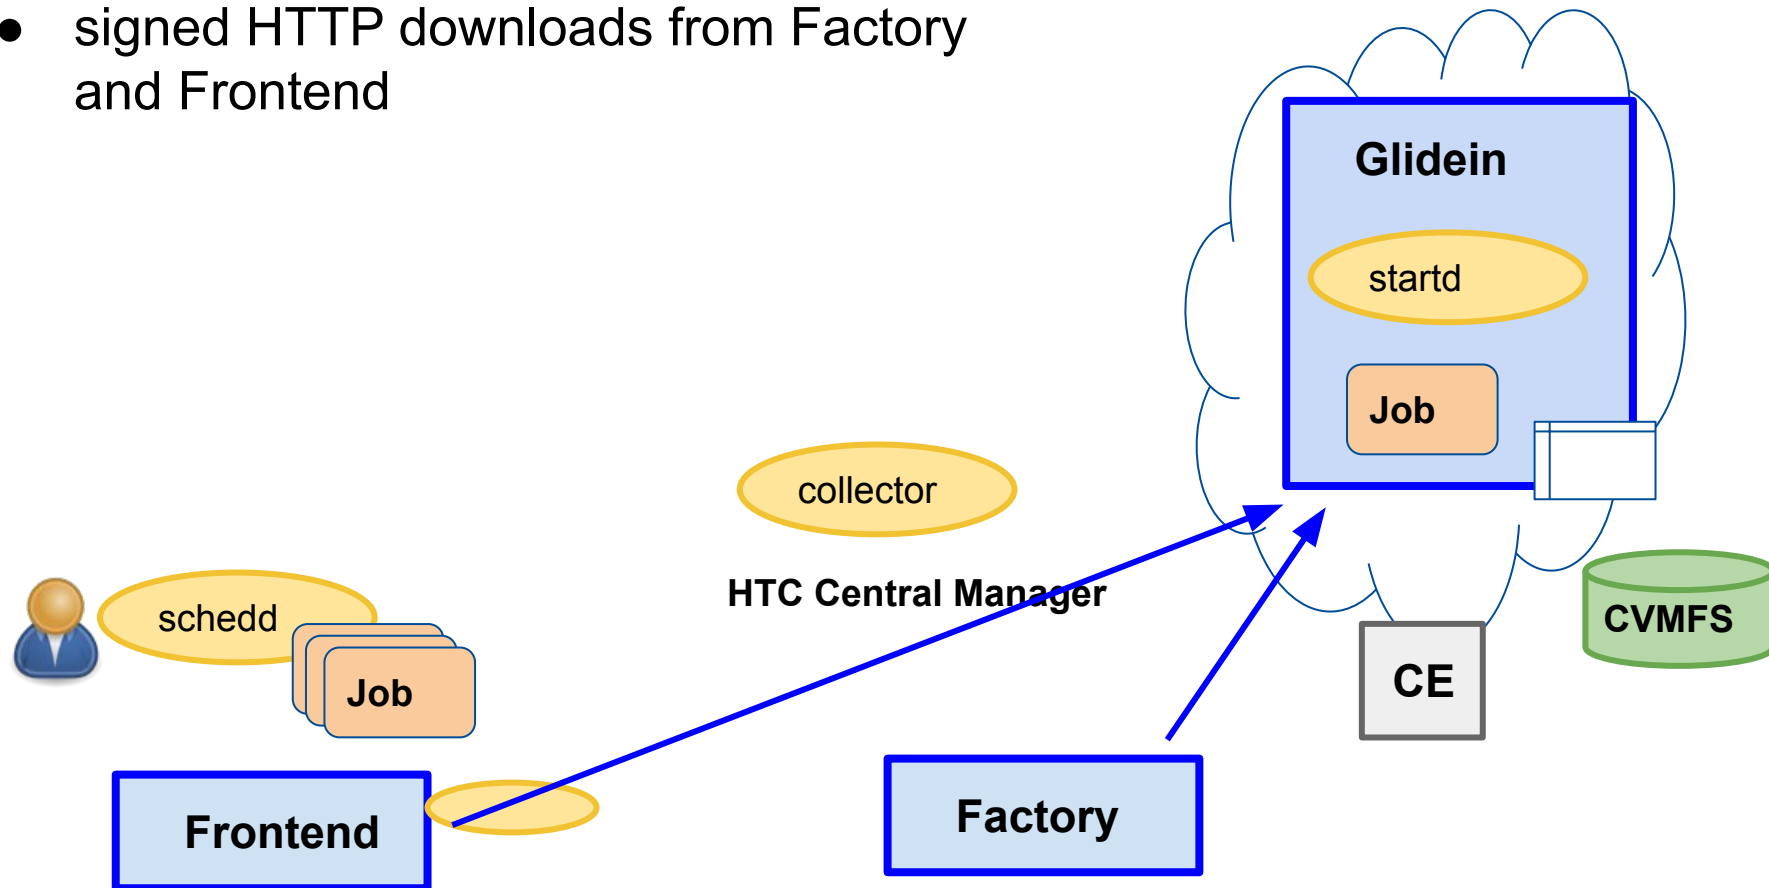 ● signed HTTP downloads from Factory
and Frontend
Glidein
startd
Job
collector
HTC Central Manager
schedd
Job
CVMFS
CE
Frontend
Factory